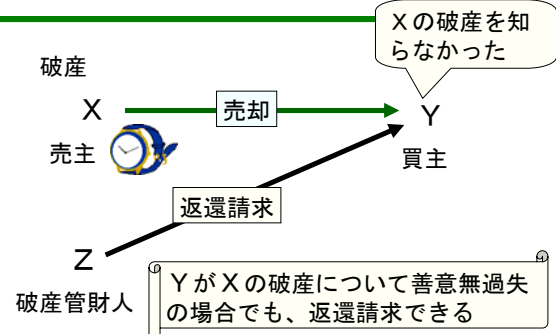 Xの破産を知
らなかった
破産
X
売却
Y
売主
買主
返還請求
Z
破産管財人
YがXの破産について善意無過失
の場合でも、返還請求できる